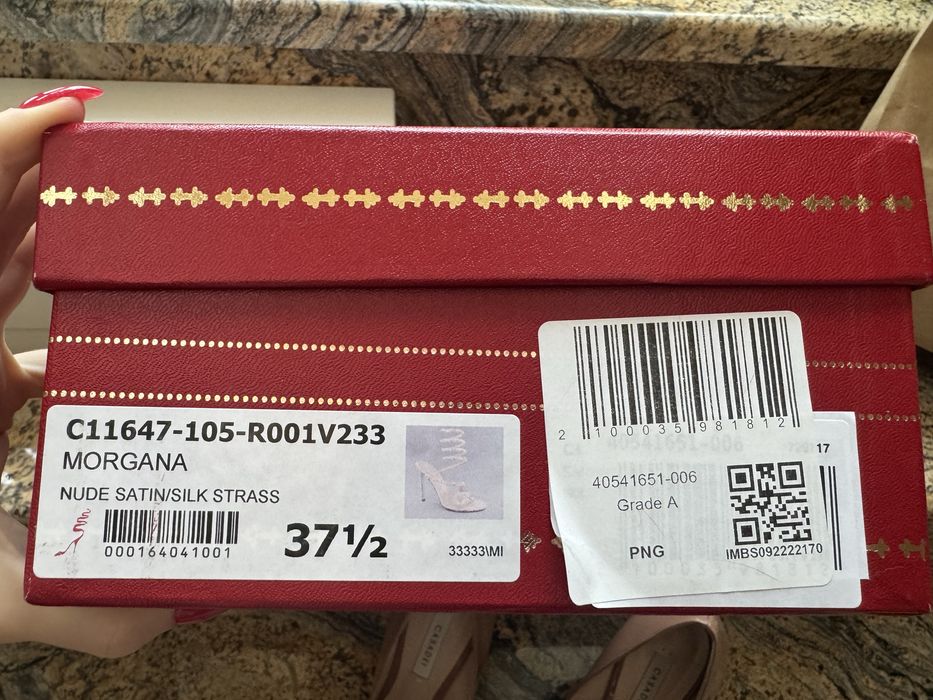 C11647-105-R001V233
MORGANA
NUDE SATIN/SILK STRASS
000164041001
37½
33333\MI
2 100035 981812
17
40541651-006
Grade A
PNG
IMBS092222170